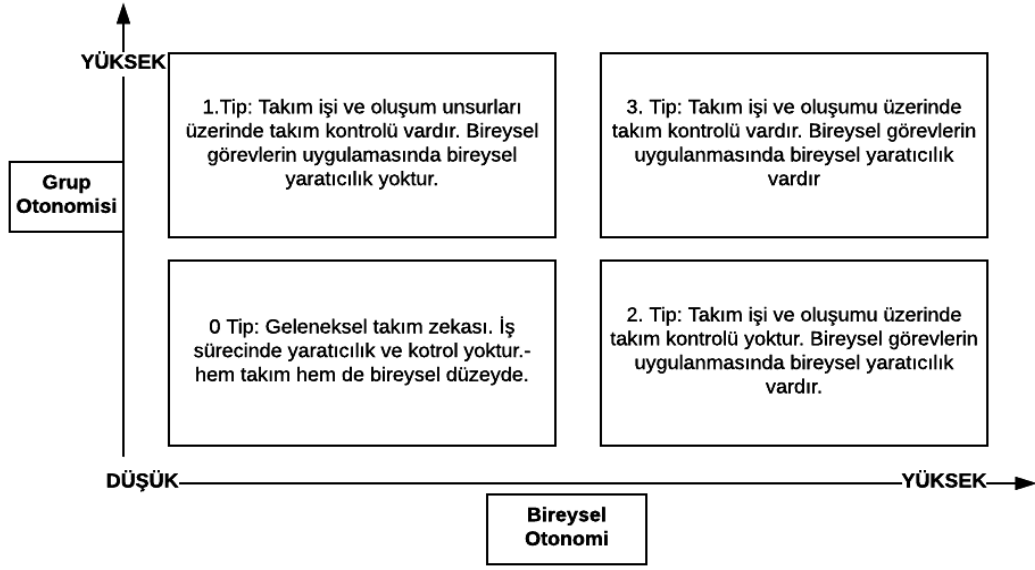 YÜKSEK
1.Tip: Takım işi ve oluşum unsurları
üzerinde takım kontrolü vardır. Bireysel
görevlerin uygulamasında bireysel
yaratıcılık yoktur.
3. Tip: Takım işi ve oluşumu üzerinde
takım kontrolü vardır. Bireysel görevlerin
uygulanmasında bireysel yaratıcılık
vardır
Grup
Otonomisi
0 Tip: Geleneksel takım zekası. İş
sürecinde yaratıcılık ve kotrol yoktur.-
hem takım hem de bireysel düzeyde.
2. Tip: Takım işi ve oluşumu üzerinde
takım kontrolü yoktur. Bireysel görevlerin
uygulanmasında bireysel yaratıcılık
vardır.
DÜŞÜK
YÜKSEK
Bireysel
Otonomi